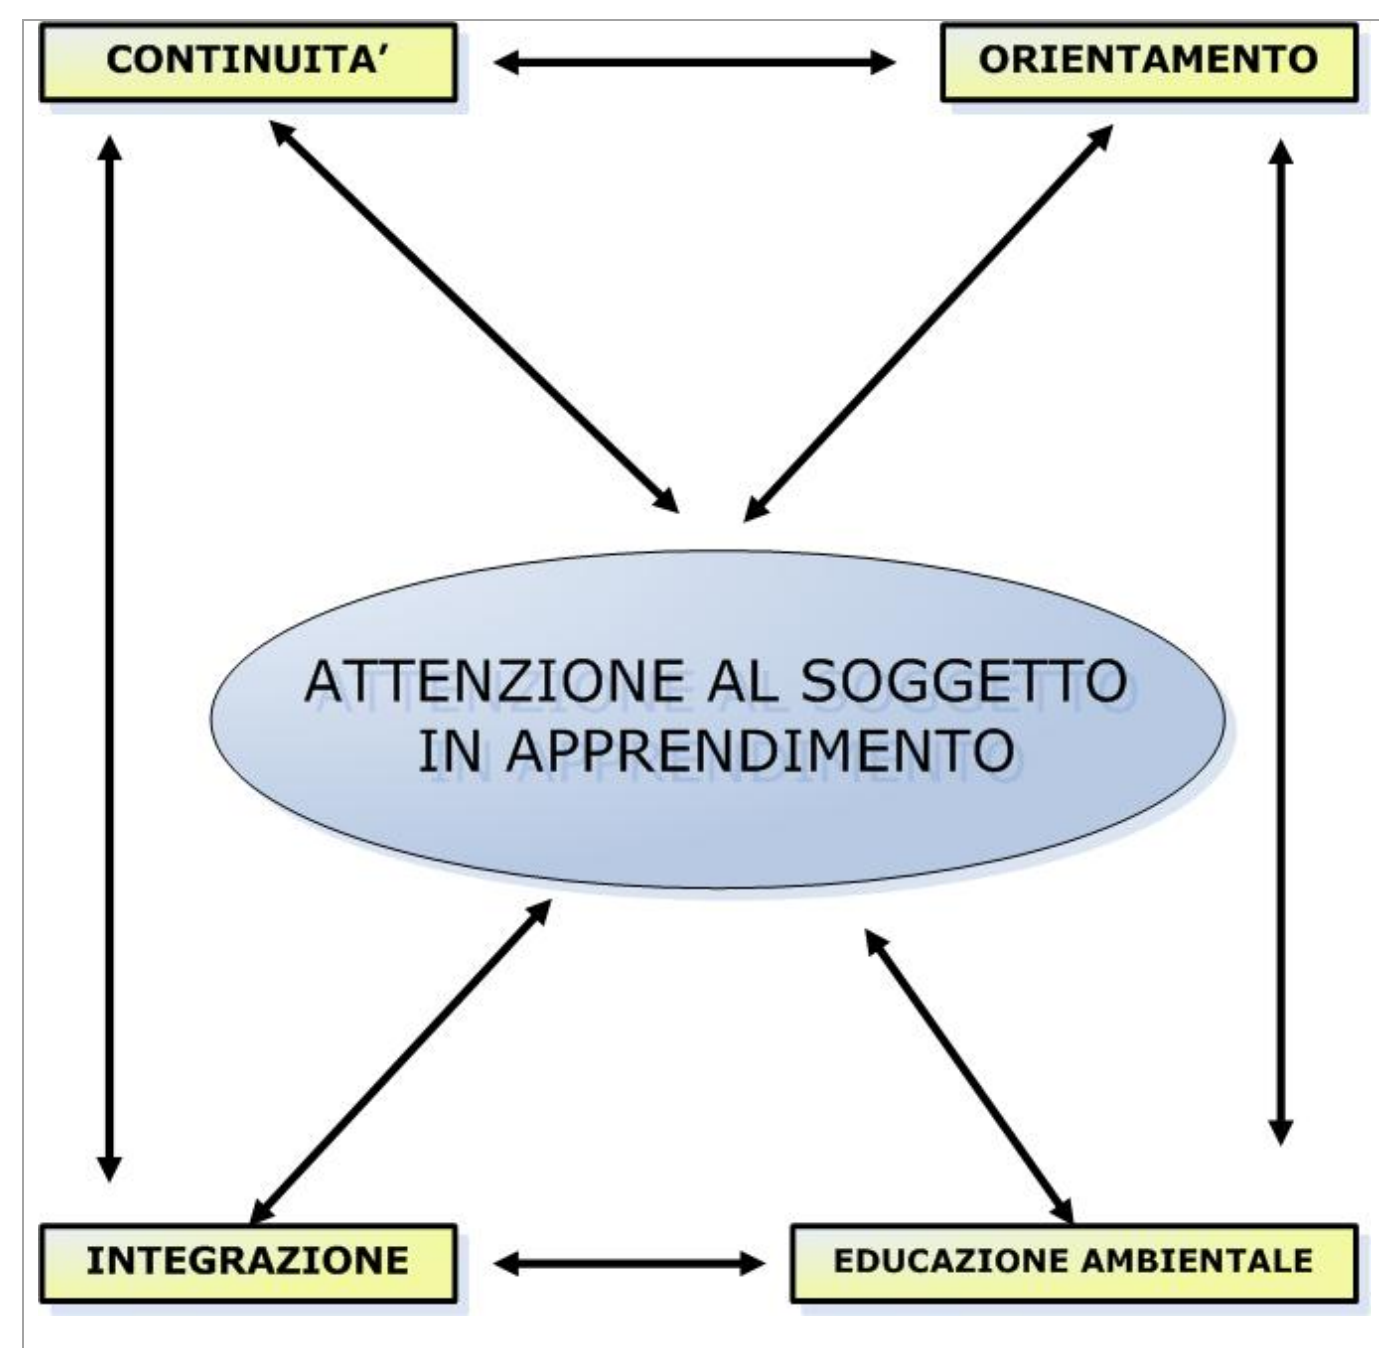 CONTINUITA’
ORIENTAMENTO
ATTENZIONE AL SOGGETTO
IN APPRENDIMENTO
INTEGRAZIONE
EDUCAZIONE AMBIENTALE